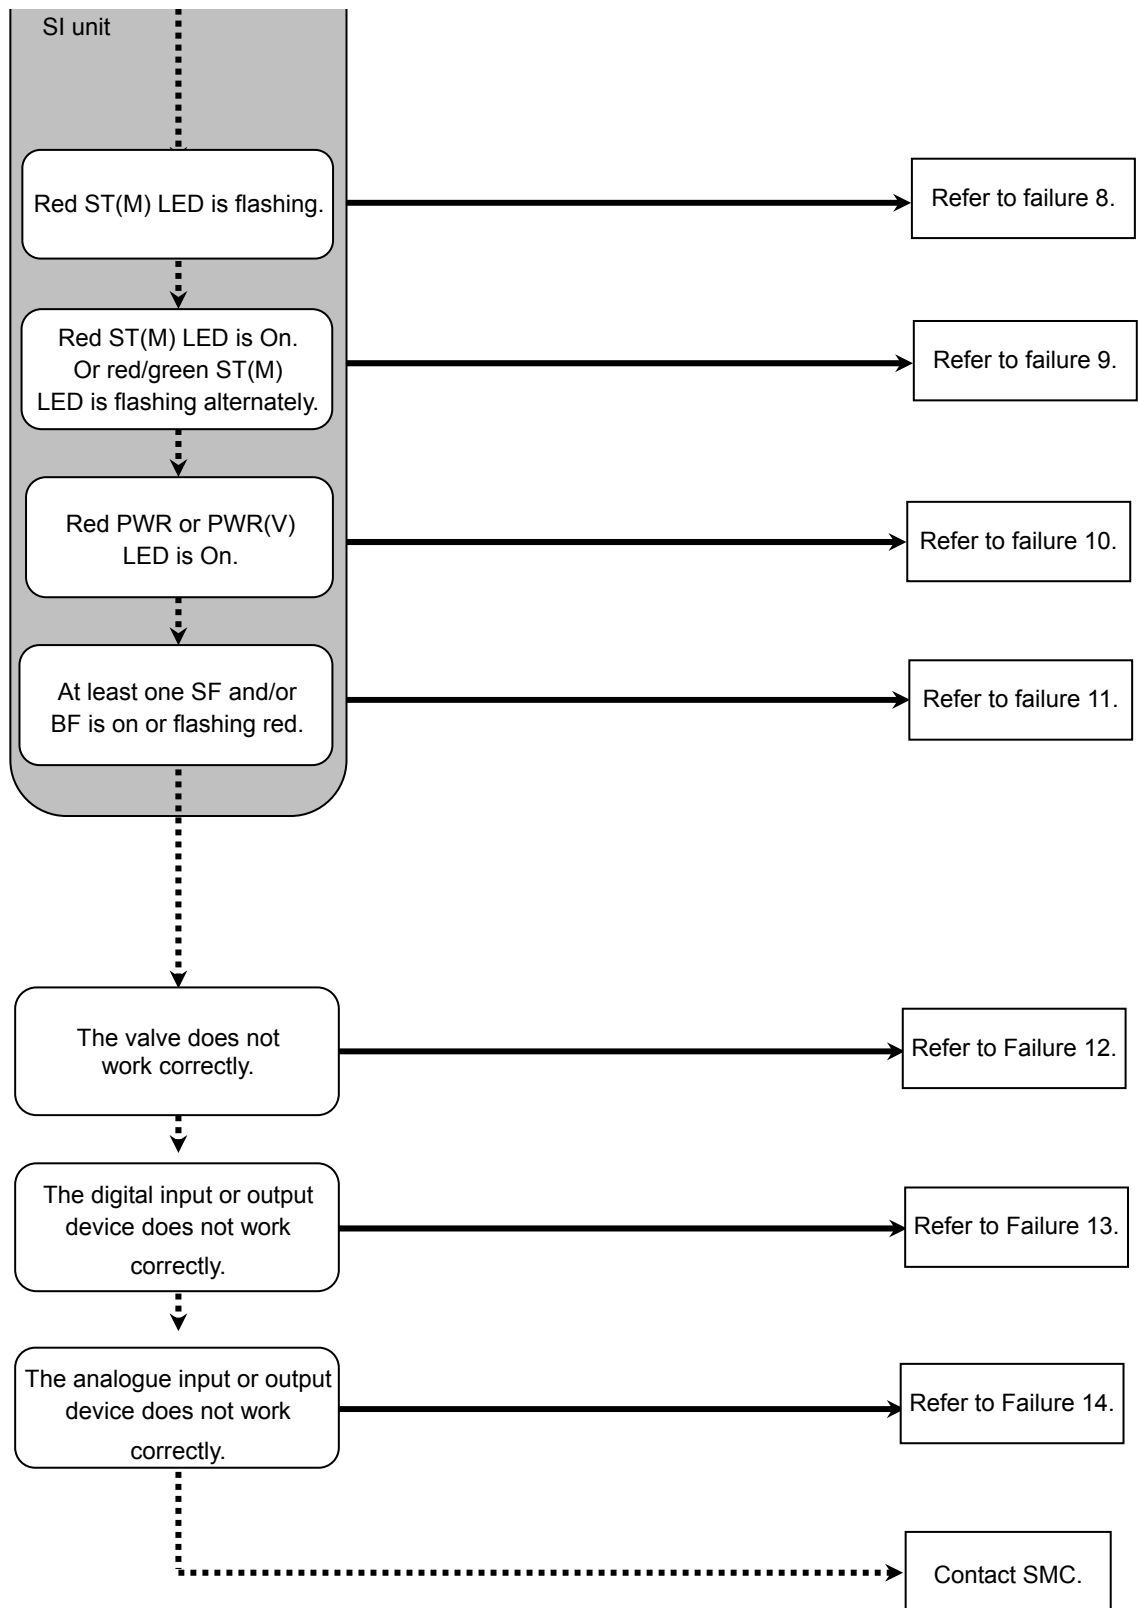 SI unit
Red ST(M) LED is flashing.
Refer to failure 8.
Red ST(M) LED is On.
Or red/green ST(M)
LED is flashing alternately.
Refer to failure 9.
Red PWR or PWR(V)
LED is On.
Refer to failure 10.
At least one SF and/or
BF is on or flashing red.
Refer to failure 11.
The valve does not
work correctly.
Refer to Failure 12.
The digital input or output
device does not work
correctly.
Refer to Failure 13.
The analogue input or output
device does not work
correctly.
Refer to Failure 14.
Contact SMC.